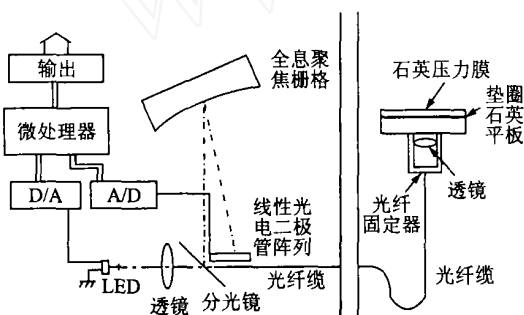 输出
微处理器
D/A
A/D
LED
透镜
分光镜
全息聚
焦栅格
线性光
电二极
管阵列
光纤缆
石英压力膜
垫圈
石英
平板
透镜
光纤
固定器
光纤缆